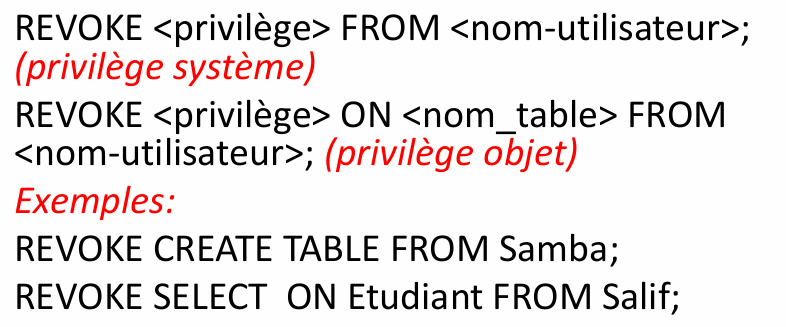 REVOKE <privilège> FROM <nom-utilisateur>;
(privilège système)
REVOKE <privilège> ON <nom_table> FROM
<nom-utilisateur>; (privilège objet)
Exemples:
REVOKE CREATE TABLE FROM Samba;
REVOKE SELECT  ON Etudiant FROM Salif;